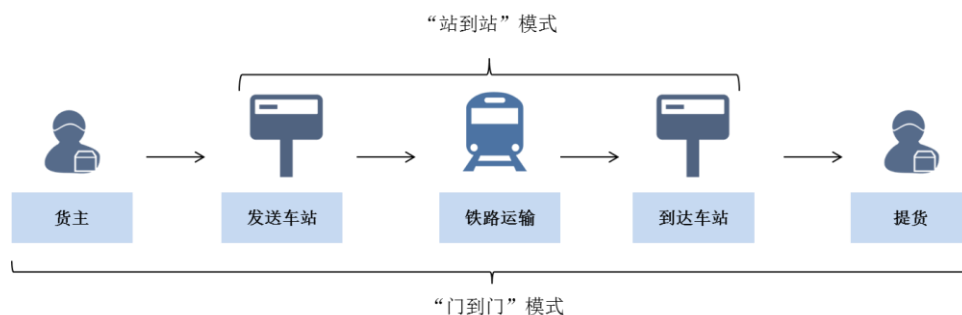 “站到站”模式
货主
发送车站
铁路运输
到达车站
提货
“门到门”模式